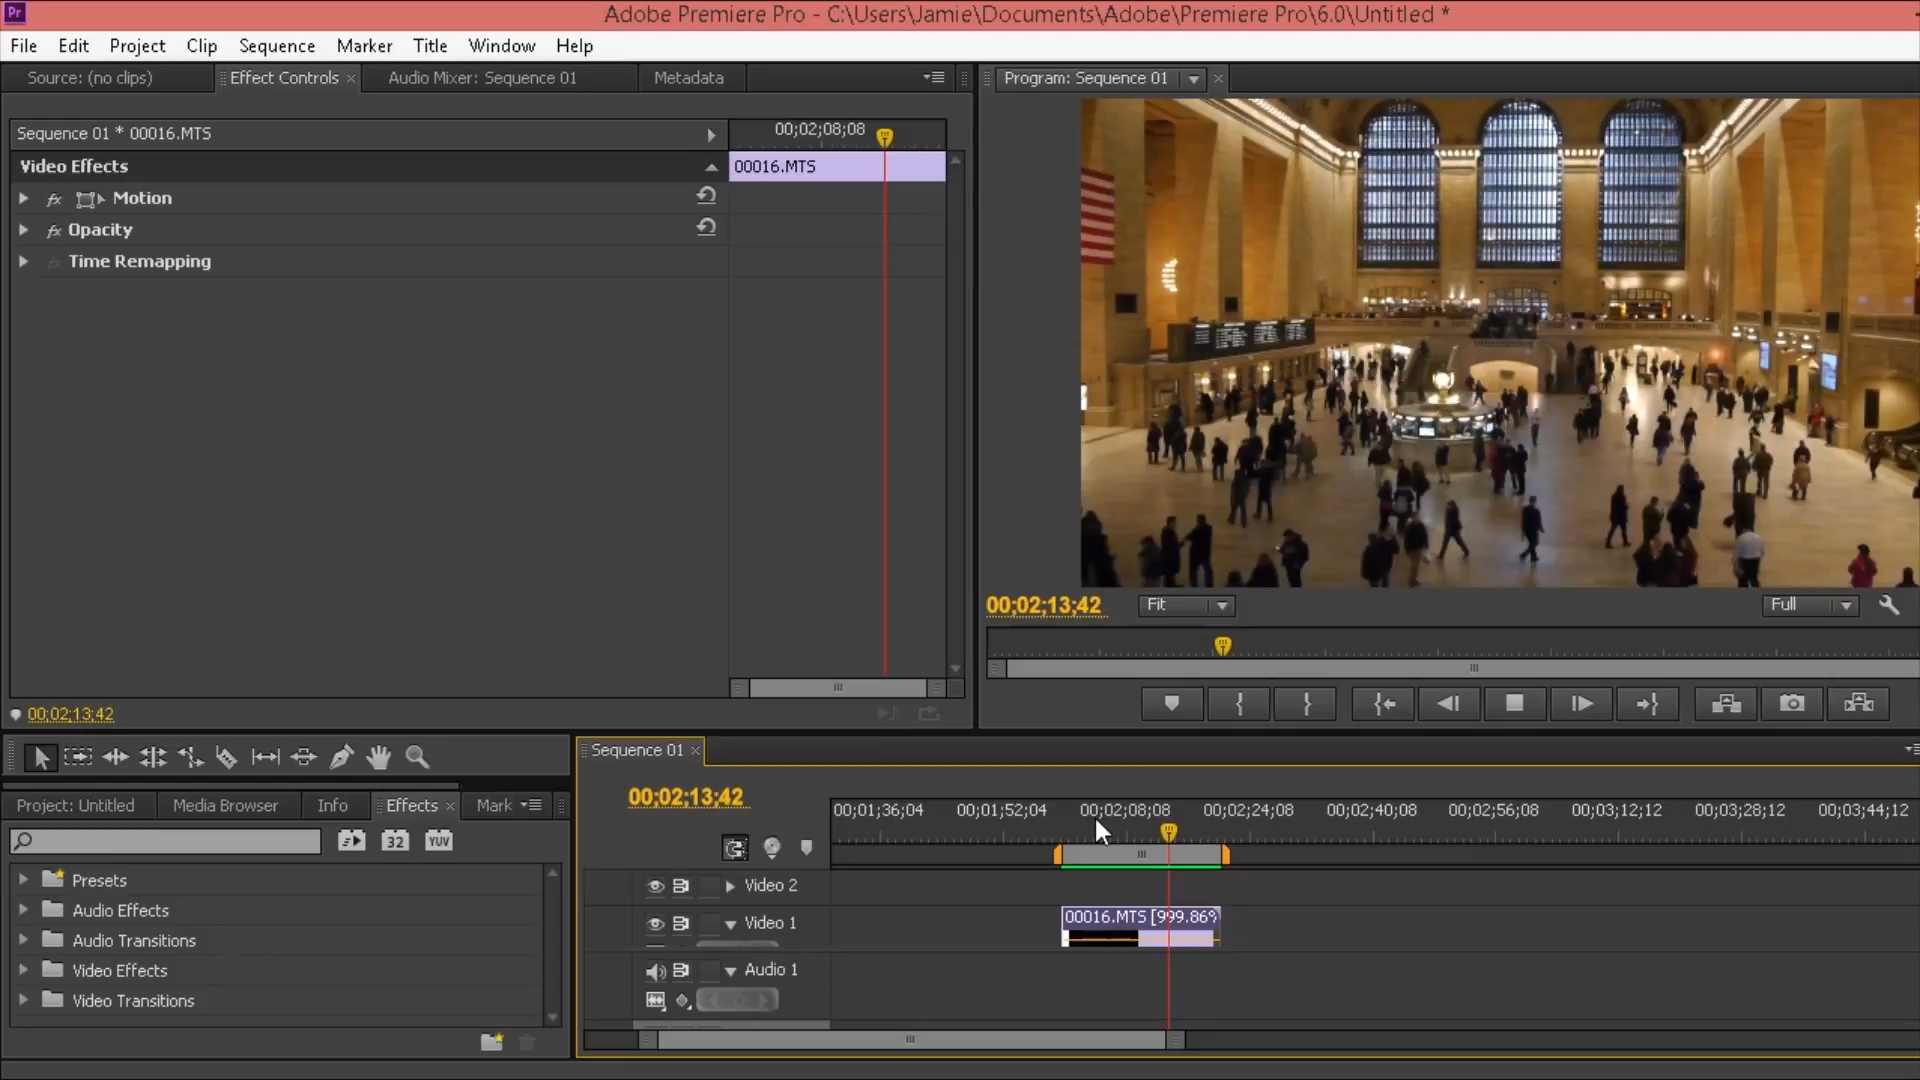 Pr
Adobe Premiere Pro - C:\Users\Jamie\Documents\Adobe\Premiere Pro\6.0\Untitled *
File Edit Project Clip Sequence Marker Title Window Help
Source: (no clips) Effect Controls × Audio Mixer: Sequence 01 Metadata
Program: Sequence 01 ×
Sequence 01 * 00016.MTS
00;02;08;08
Video Effects
00016.MTS
fx Motion
fx Opacity
fx Time Remapping
00;02;13;42 Fit Full
00;02;13;42
Sequence 01 ×
Project: Untitled Media Browser Info Effects × Mark
00;02;13;42
00;01;36;04 00;01;52;04 00;02;08;08 00;02;24;08 00;02;40;08 00;02;56;08 00;03;12;12 00;03;28;12 00;03;44;12
32 YUV
Presets
Audio Effects
Audio Transitions
Video Effects
Video Transitions
Video 2
Video 1
00016.MTS [999.86%
Audio 1